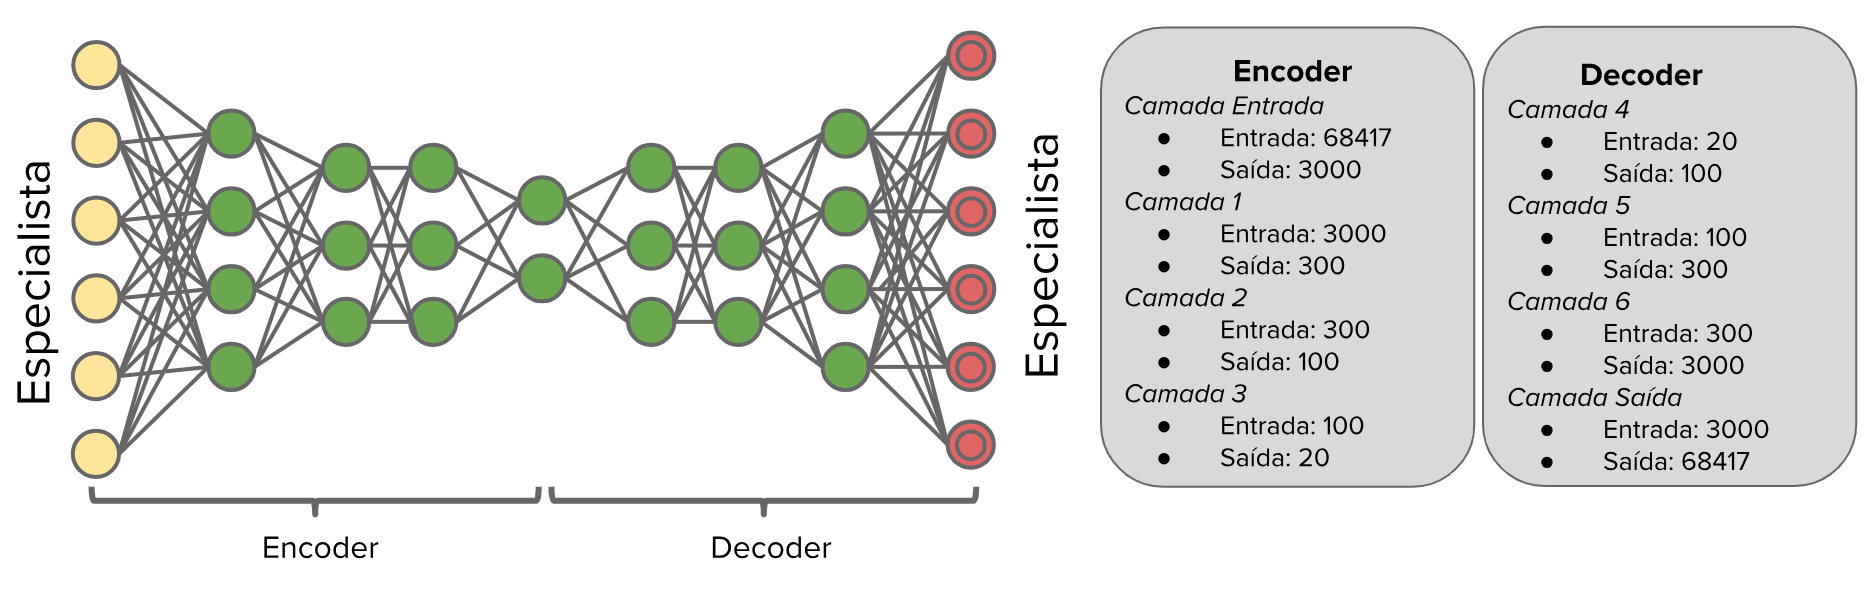 Especialista
Encoder
Decoder
Especialista
Encoder
Camada Entrada
● Entrada: 68417
● Saída: 3000
Camada 1
● Entrada: 3000
● Saída: 300
Camada 2
● Entrada: 300
● Saída: 100
Camada 3
● Entrada: 100
● Saída: 20
Decoder
Camada 4
● Entrada: 20
● Saída: 100
Camada 5
● Entrada: 100
● Saída: 300
Camada 6
● Entrada: 300
● Saída: 3000
Camada Saída
● Entrada: 3000
● Saída: 68417